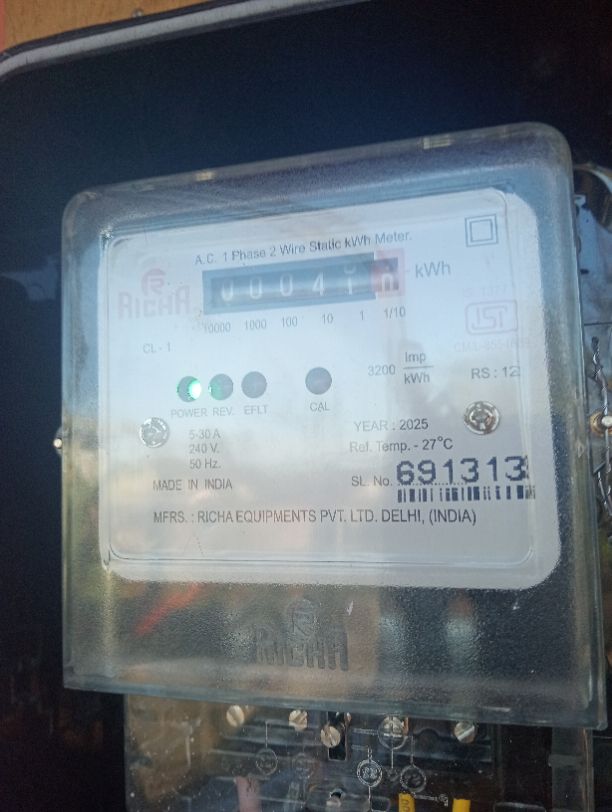 A.C. 1 Phase 2 Wire Static kWh Meter.
RICHA
00041
kWh
10000 1000 100 10 1 1/10
ISI
CL - 1
3200 Imp/kWh
RS : 12
POWER REV. EFLT CAL
5-30 A
240 V.
50 Hz.
YEAR : 2025
Ref. Temp. - 27°C
MADE IN INDIA
SL. No. 691313
MFRS. : RICHA EQUIPMENTS PVT. LTD. DELHI, (INDIA)
RICHA